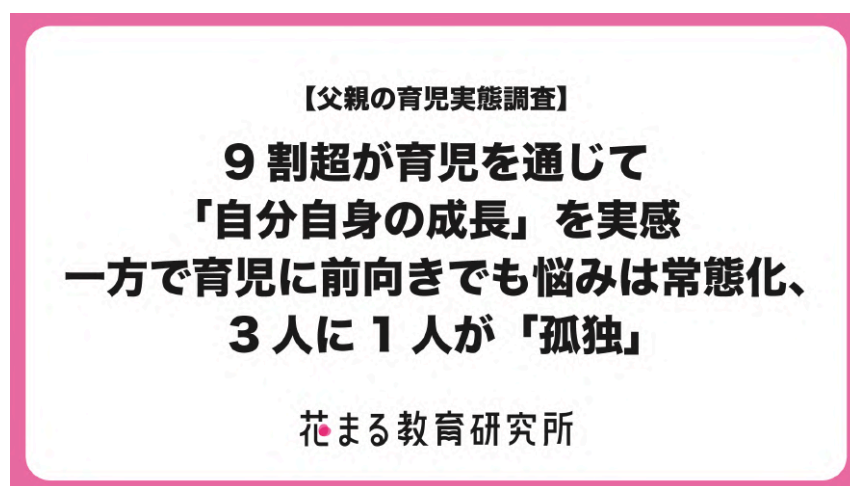 【父親の育児実態調査】
9割超が育児を通じて
「自分自身の成長」を実感
一方で育児に前向きでも悩みは常態化、
3人に1人が「孤独」
花まる教育研究所